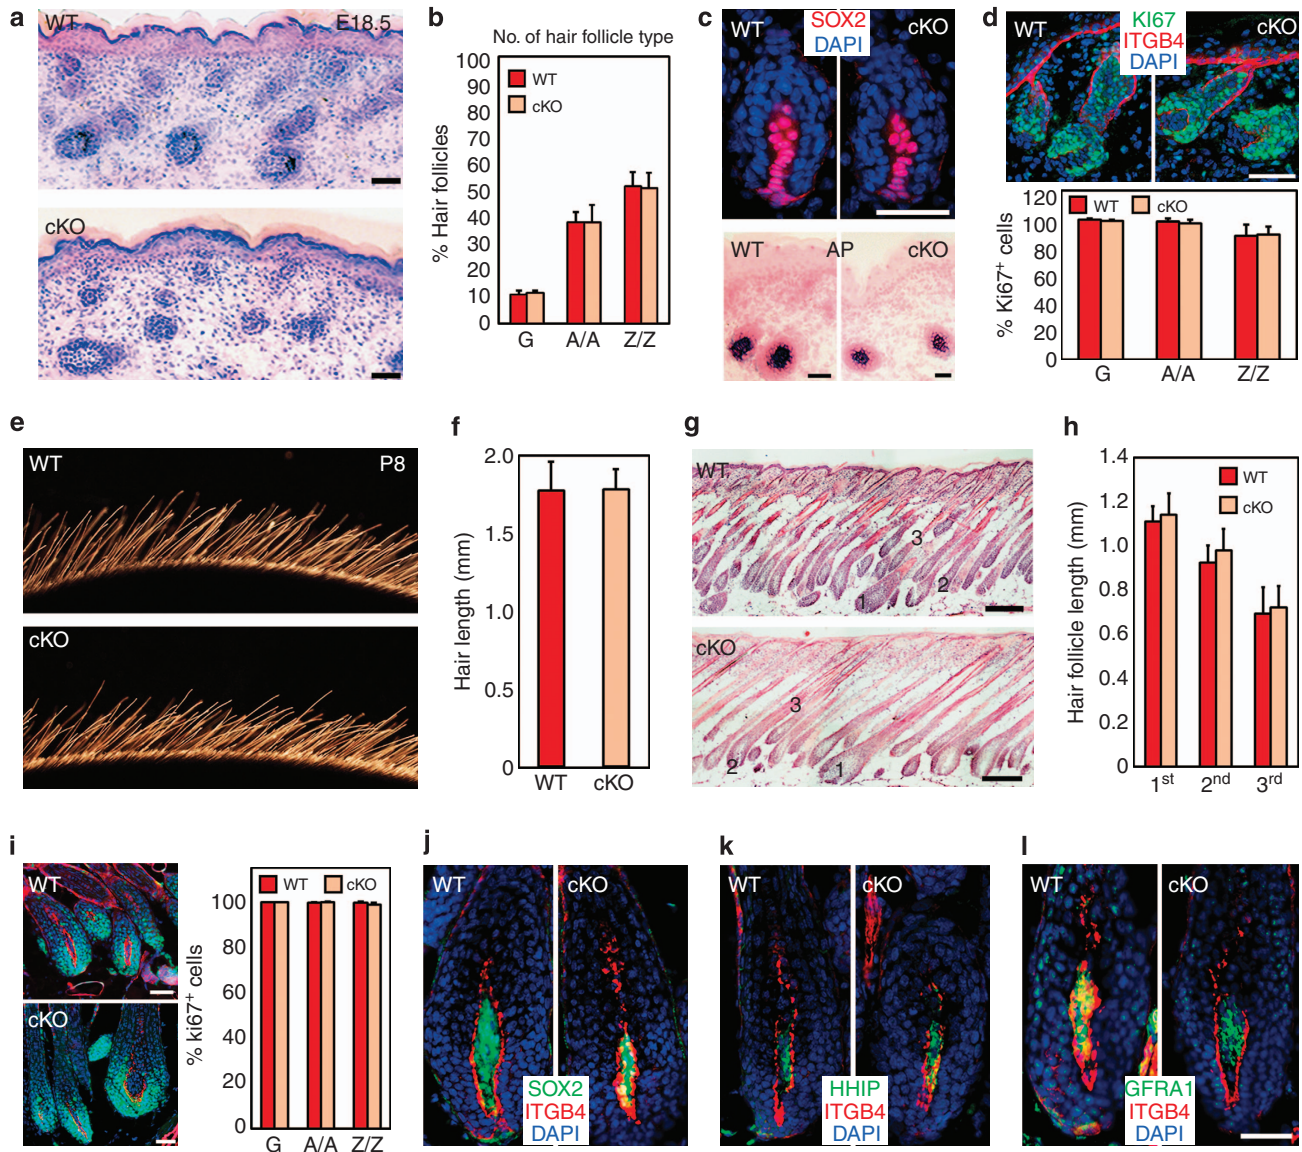 a
WT
E18.5
cKO
b
No. of hair follicle type
% Hair follicles
100
90
80
70
60
50
40
30
20
10
0
WT
cKO
G
A/A
Z/Z
c
WT
SOX2
DAPI
cKO
WT
AP
cKO
d
WT
KI67
ITGB4
DAPI
cKO
% Ki67+ cells
120
100
80
60
40
20
0
WT
cKO
G
A/A
Z/Z
e
WT
P8
cKO
f
Hair length (mm)
2.0
1.5
1.0
0.5
0
WT
cKO
g
WT
3
2
1
cKO
3
2
1
h
Hair follicle length (mm)
1.4
1.2
1.0
0.8
0.6
0.4
0.2
0
WT
cKO
1st
2nd
3rd
i
WT
cKO
% ki67+ cells
100
80
60
40
20
0
WT
cKO
G
A/A
Z/Z
j
WT
cKO
SOX2
ITGB4
DAPI
k
WT
cKO
HHIP
ITGB4
DAPI
l
WT
cKO
GFRA1
ITGB4
DAPI